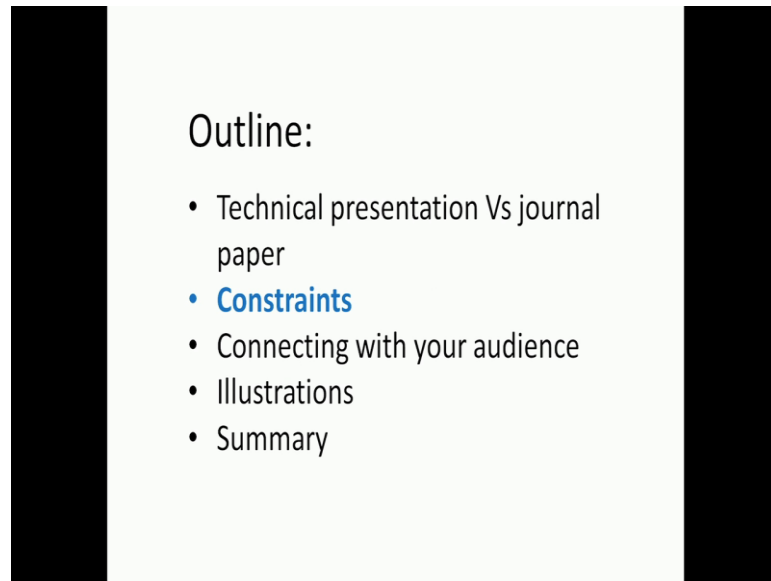 Outline:
• Technical presentation Vs journal
paper
• Constraints
• Connecting with your audience
• Illustrations
• Summary